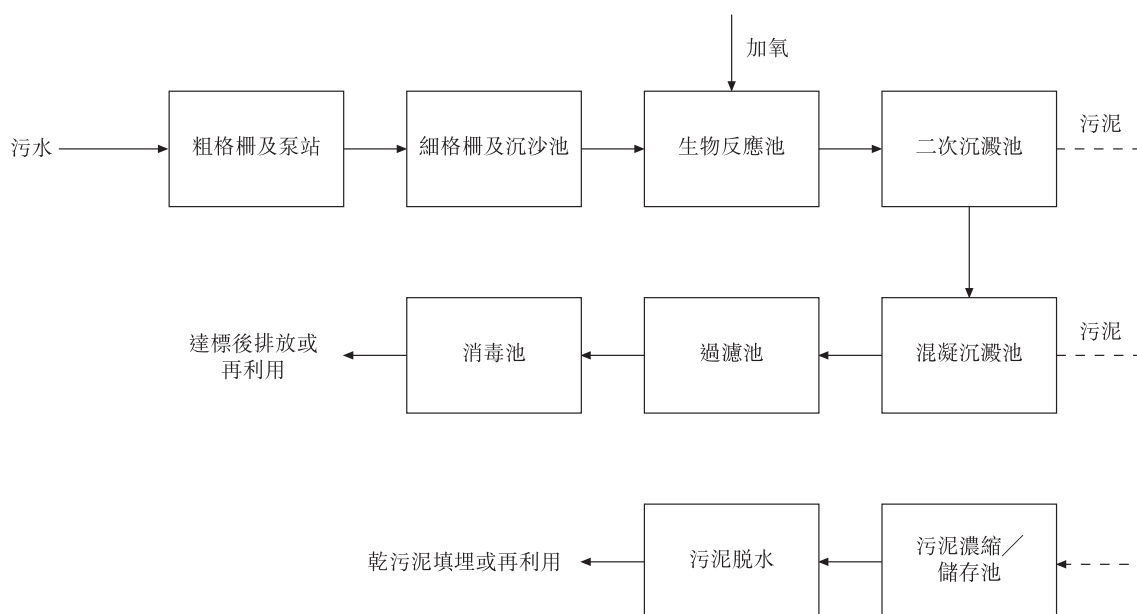 加氧
污水
粗格柵及泵站
細格柵及沉沙池
生物反應池
二次沉澱池
污泥
達標後排放或
再利用
消毒池
過濾池
混凝沉澱池
污泥
乾污泥填埋或再利用
污泥脱水
污泥濃縮／
儲存池